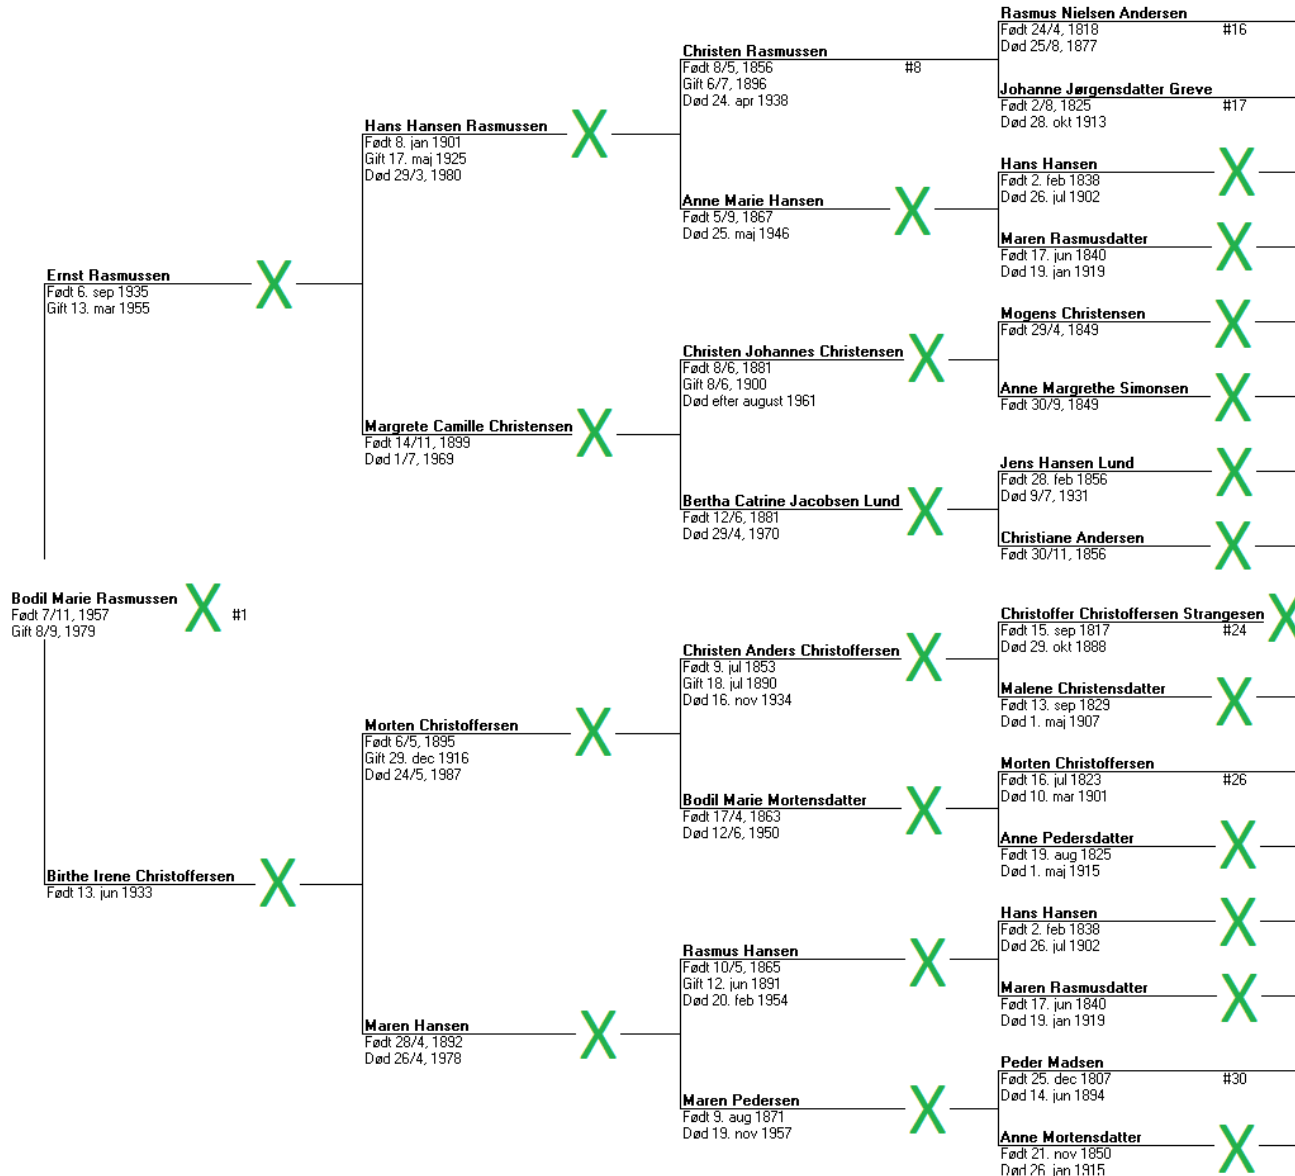 Rasmus Nielsen Andersen
Født 24/4, 1818 #16
Død 25/8, 1877
Christen Rasmussen
Født 8/5, 1856 #8
Gift 6/7, 1896
Død 24. apr 1938
Johanne Jørgensdatter Greve
Født 2/8, 1825 #17
Død 28. okt 1913
Hans Hansen Rasmussen
Født 8. jan 1901
Gift 17. maj 1925
Død 29/3, 1980
Hans Hansen
Født 2. feb 1838
Død 26. jul 1902
Anne Marie Hansen
Født 5/9, 1867
Død 25. maj 1946
Maren Rasmusdatter
Født 17. jun 1840
Død 19. jan 1919
Ernst Rasmussen
Født 6. sep 1935
Gift 13. mar 1955
Mogens Christensen
Født 29/4, 1849
Christen Johannes Christensen
Født 8/6, 1881
Gift 8/6, 1900
Død efter august 1961
Anne Margrethe Simonsen
Født 30/9, 1849
Margrete Camille Christensen
Født 14/11, 1899
Død 1/7, 1969
Jens Hansen Lund
Født 28. feb 1856
Død 9/7, 1931
Bertha Catrine Jacobsen Lund
Født 12/6, 1881
Død 29/4, 1970
Christiane Andersen
Født 30/11, 1856
Bodil Marie Rasmussen
Født 7/11, 1957 #1
Gift 8/9, 1979
Christoffer Christoffersen Strangesen
Født 15. sep 1817 #24
Død 29. okt 1888
Christen Anders Christoffersen
Født 9. jul 1853
Gift 18. jul 1890
Død 16. nov 1934
Malene Christensdatter
Født 13. sep 1829
Død 1. maj 1907
Morten Christoffersen
Født 6/5, 1895
Gift 29. dec 1916
Død 24/5, 1987
Morten Christoffersen
Født 16. jul 1823 #26
Død 10. mar 1901
Bodil Marie Mortensdatter
Født 17/4, 1863
Død 12/6, 1950
Anne Pedersdatter
Født 19. aug 1825
Død 1. maj 1915
Birthe Irene Christoffersen
Født 13. jun 1933
Hans Hansen
Født 2. feb 1838
Død 26. jul 1902
Rasmus Hansen
Født 10/5, 1865
Gift 12. jun 1891
Død 20. feb 1954
Maren Rasmusdatter
Født 17. jun 1840
Død 19. jan 1919
Maren Hansen
Født 28/4, 1892
Død 26/4, 1978
Peder Madsen
Født 25. dec 1807 #30
Død 14. jun 1894
Maren Pedersen
Født 9. aug 1871
Død 19. nov 1957
Anne Mortensdatter
Født 21. nov 1850
Død 26. jan 1915